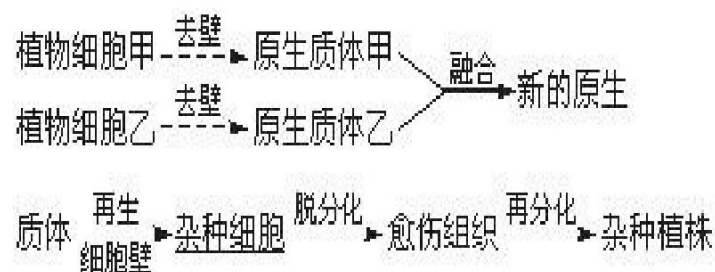 植物细胞甲 去壁 原生质体甲
融合 新的原生
植物细胞乙 去壁 原生质体乙
质体 再生 细胞壁 杂种细胞 脱分化 愈伤组织 再分化 杂种植株